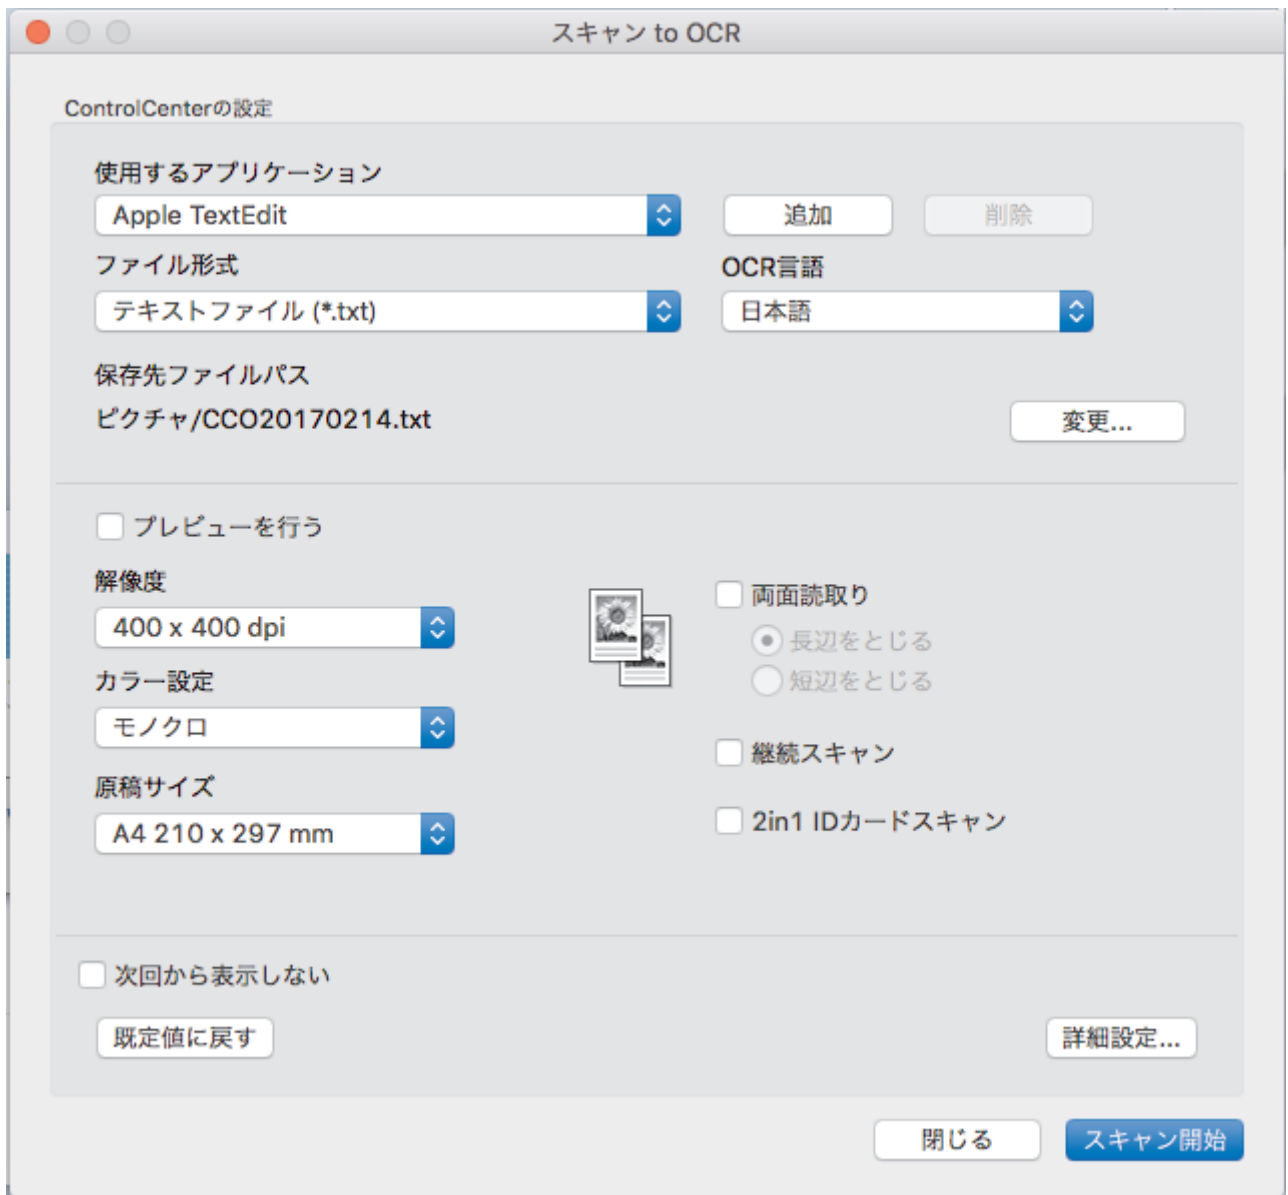 スキャン to OCR
ControlCenterの設定
使用するアプリケーション
Apple TextEdit
追加
削除
ファイル形式
OCR言語
テキストファイル (*.txt)
日本語
保存先ファイルパス
ピクチャ/CCO20170214.txt
変更...
プレビューを行う
解像度
両面読取り
400 x 400 dpi
長辺をとじる
カラー設定
短辺をとじる
モノクロ
継続スキャン
原稿サイズ
2in1 IDカードスキャン
A4 210 x 297 mm
次回から表示しない
既定値に戻す
詳細設定...
閉じる
スキャン開始